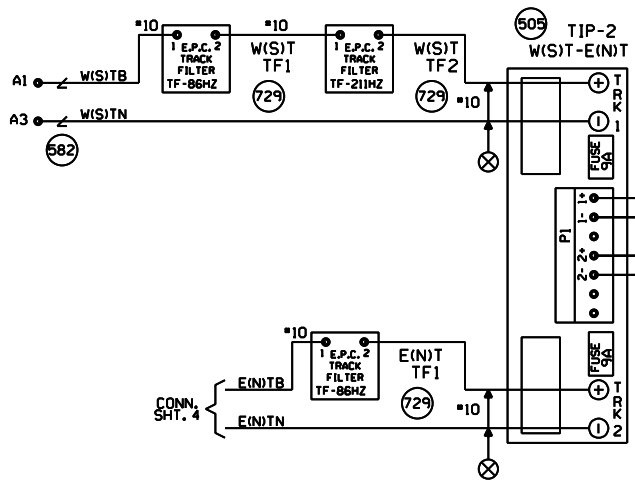 "10
"10
505
TIP-2
W(S)T-E(N)T
1 E.P.C. 2
TRACK
FILTER
TF-86HZ
W(S)T
TF1
729
1 E.P.C. 2
TRACK
FILTER
TF-211HZ
W(S)T
TF2
729
A1
W(S)TB
A3
W(S)TN
582
"10
+
-
TRK
1
FUSE
9A
P1
1+
1-
2+
2-
"10
1 E.P.C. 2
TRACK
FILTER
TF-86HZ
E(N)T
TF1
729
FUSE
9A
CONN.
SHT. 4
E(N)TB
E(N)TN
"10
+
-
TRK
2